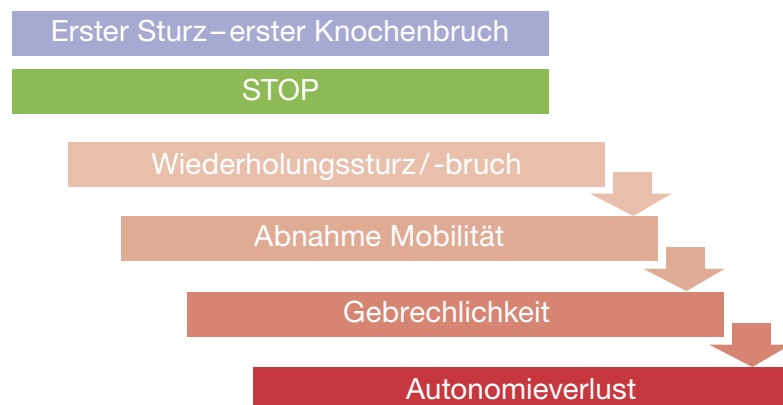 Erster Sturz – erster Knochenbruch
STOP
Wiederholungssturz / -bruch
Abnahme Mobilität
Gebrechlichkeit
Autonomieverlust